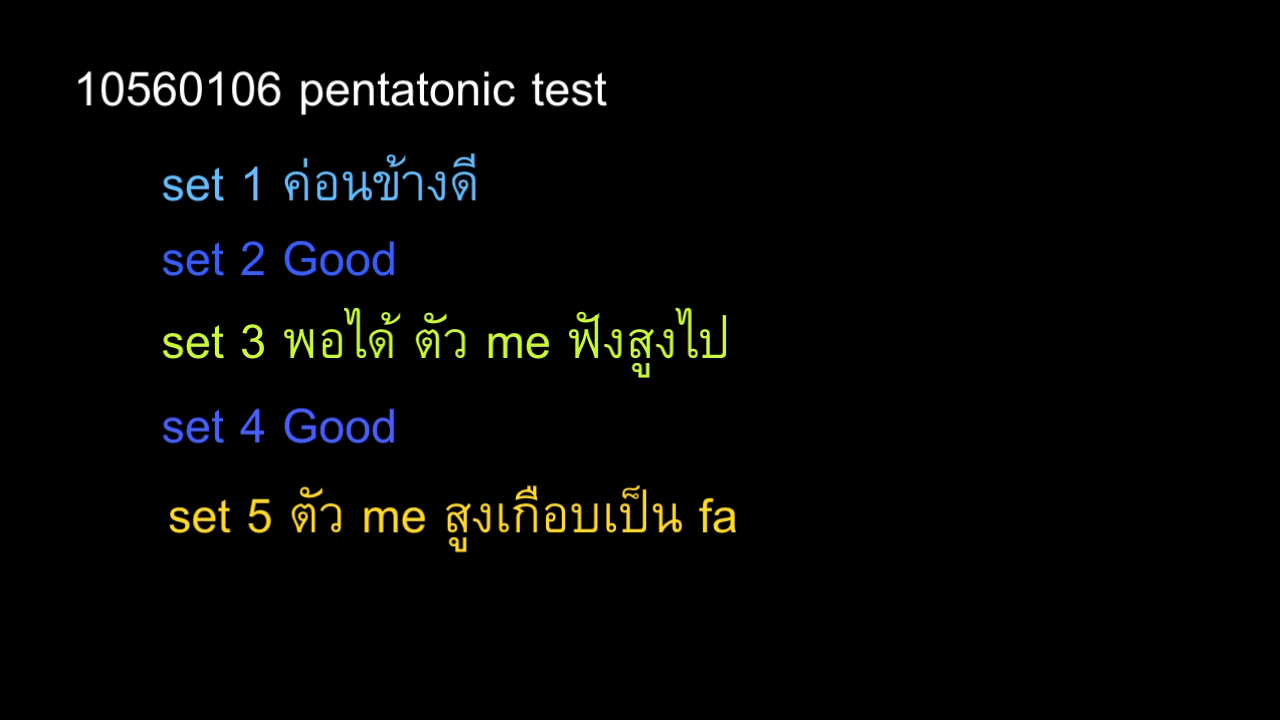 10560106 pentatonic test
set 1 ค่อนข้างดี
set 2 Good
set 3 พอได้ ตัว me ฟังสูงไป
set 4 Good
set 5 ตัว me สูงเกือบเป็น fa